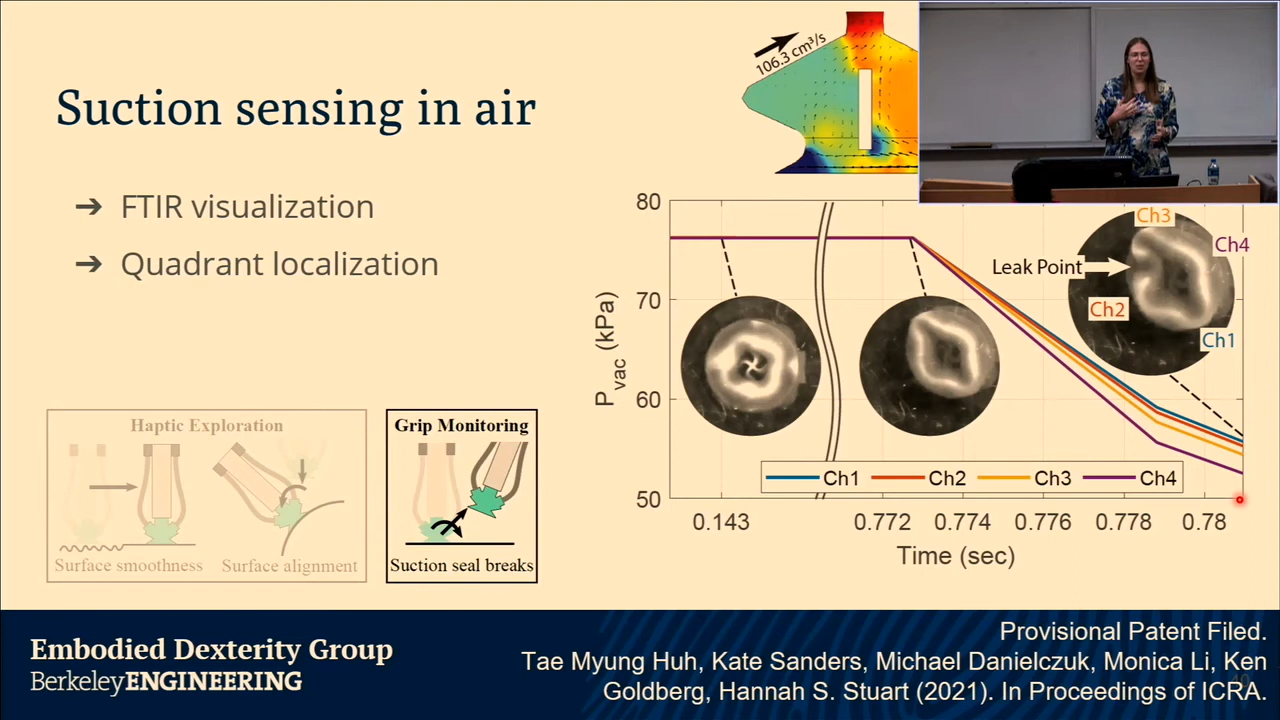 Suction sensing in air
➔ FTIR visualization
➔ Quadrant localization
106.3 cm³/s
80
70
60
50
P_vac (kPa)
Ch3
Ch4
Leak Point
Ch2
Ch1
Ch1 Ch2 Ch3 Ch4
0.143 0.772 0.774 0.776 0.778 0.78
Time (sec)
Haptic Exploration
Surface smoothness Surface alignment
Grip Monitoring
Suction seal breaks
Embodied Dexterity Group
Berkeley ENGINEERING
Provisional Patent Filed.
Tae Myung Huh, Kate Sanders, Michael Danielczuk, Monica Li, Ken
Goldberg, Hannah S. Stuart (2021). In Proceedings of ICRA.